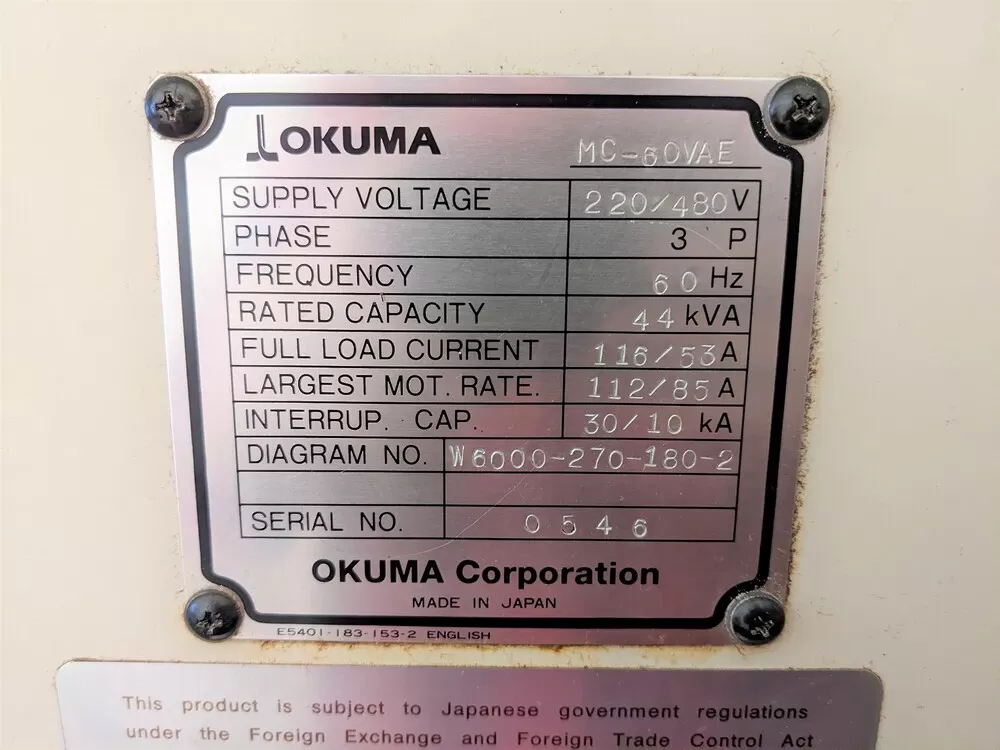 OKUMA
MC-60VAE
SUPPLY VOLTAGE 220/480V
PHASE 3 P
FREQUENCY 60 Hz
RATED CAPACITY 44 kVA
FULL LOAD CURRENT 116/53A
LARGEST MOT. RATE. 112/85 A
INTERRUP. CAP. 30/10 kA
DIAGRAM NO. W6000-270-180-2
SERIAL NO. 0546
OKUMA Corporation
MADE IN JAPAN
E5401-183-153-2 ENGLISH
This product is subject to Japanese government regulations
under the Foreign Exchange and Foreign Trade Control Act